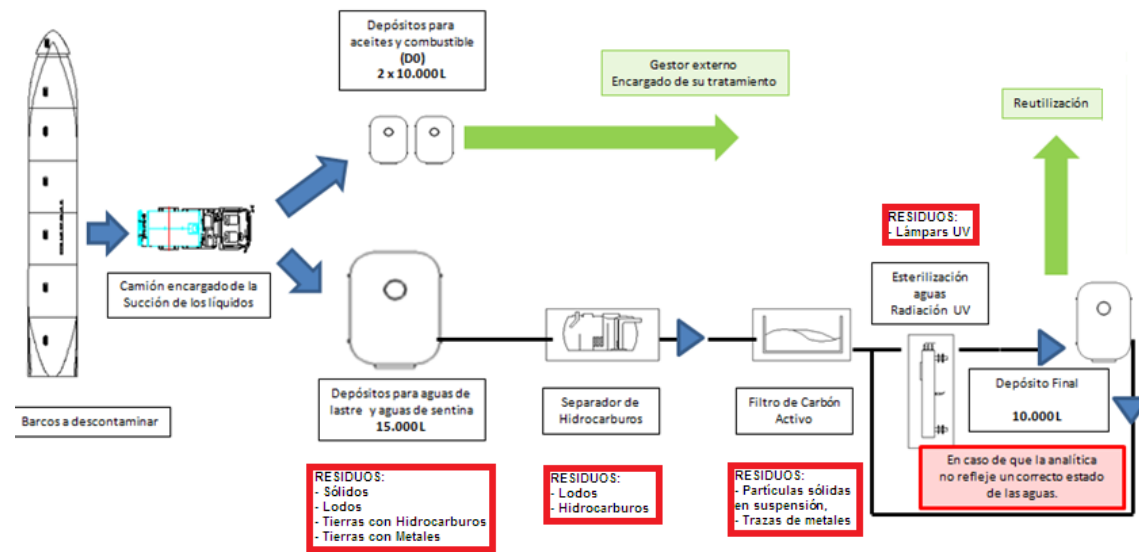 Depósitos para
aceites y combustible
(D0)
2 x 10.000 L
Gestor externo
Encargado de su tratamiento
Reutilización
RESIDUOS:
- Lámpars UV
Camión encargado de la
Succión de los líquidos
Esterilización
aguas
Radiación UV
Barcos a descontaminar
Depósitos para aguas de
lastre y aguas de sentina
15.000 L
Separador de
Hidrocarburos
Filtro de Carbón
Activo
Depósito Final
10.000 L
En caso de que la analítica
no refleje un correcto estado
de las aguas.
RESIDUOS:
- Sólidos
- Lodos
- Tierras con Hidrocarburos
- Tierras con Metales
RESIDUOS:
- Lodos
- Hidrocarburos
RESIDUOS:
- Partículas sólidas
en suspensión,
- Trazas de metales